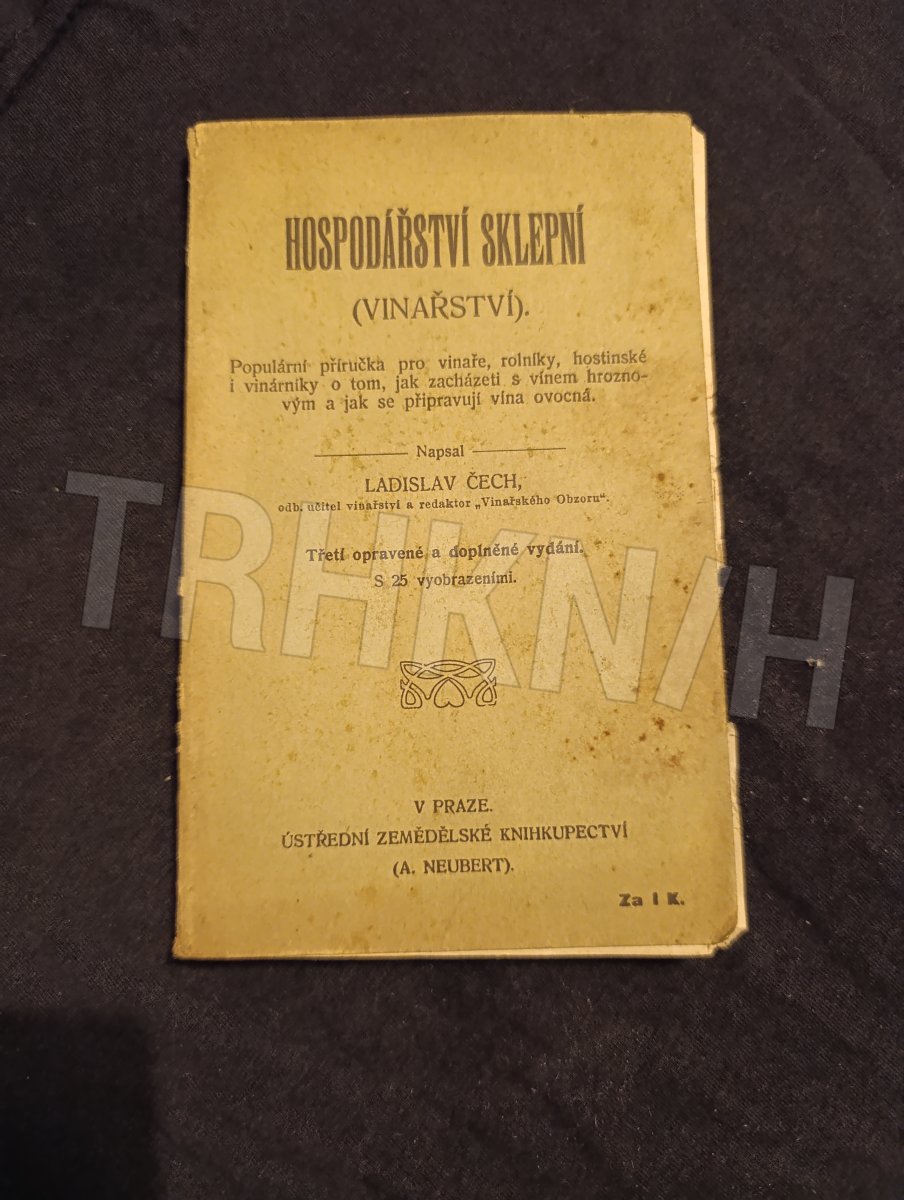 HOSPODÁŘSTVÍ SKLEPNÍ
(VINAŘSTVÍ).
Populární příručka pro vinaře, rolníky, hostinské
i vinárníky o tom, jak zacházeti s vínem hrozno-
vým a jak se připravují vína ovocná.
Napsal
LADISLAV ČECH,
odb. učitel vinařství a redaktor „Vinařského Obzoru“.
Třetí opravené a doplněné vydání.
S 25 vyobrazeními.
TRHKNIH
V PRAZE.
ÚSTŘEDNÍ ZEMĚDĚLSKÉ KNIHKUPECTVÍ
(A. NEUBERT).
Za I K.